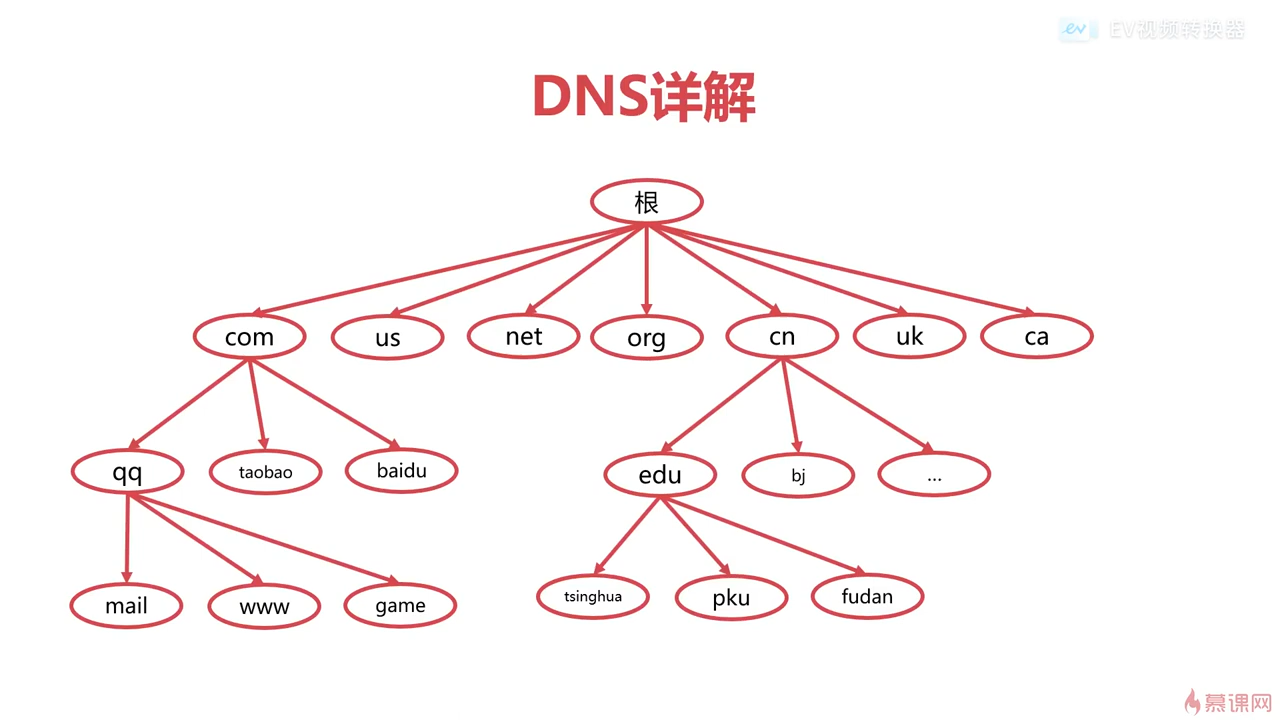 EV视频转换器
DNS详解
根
com
us
net
org
cn
uk
ca
qq
taobao
baidu
edu
bj
...
mail
www
game
tsinghua
pku
fudan
慕课网